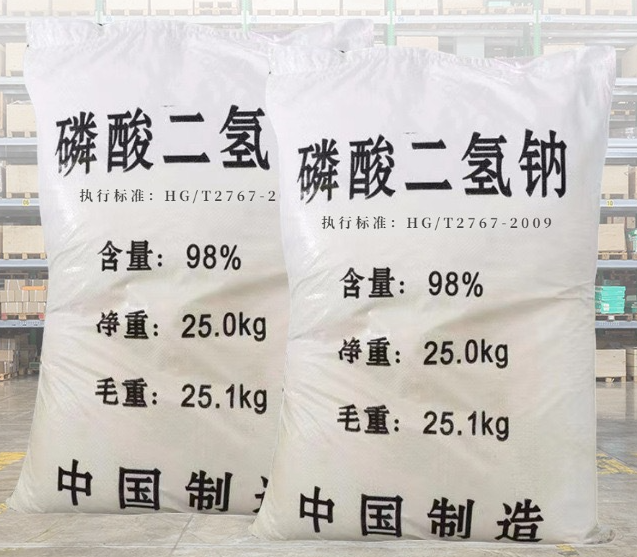 磷酸二氢
执行标准：HG/T2767-2
含量：98%
净重：25.0kg
毛重：25.1kg
中国制
磷酸二氢钠
执行标准：HG/T2767-2009
含量：98%
净重：25.0kg
毛重：25.1kg
中国制造